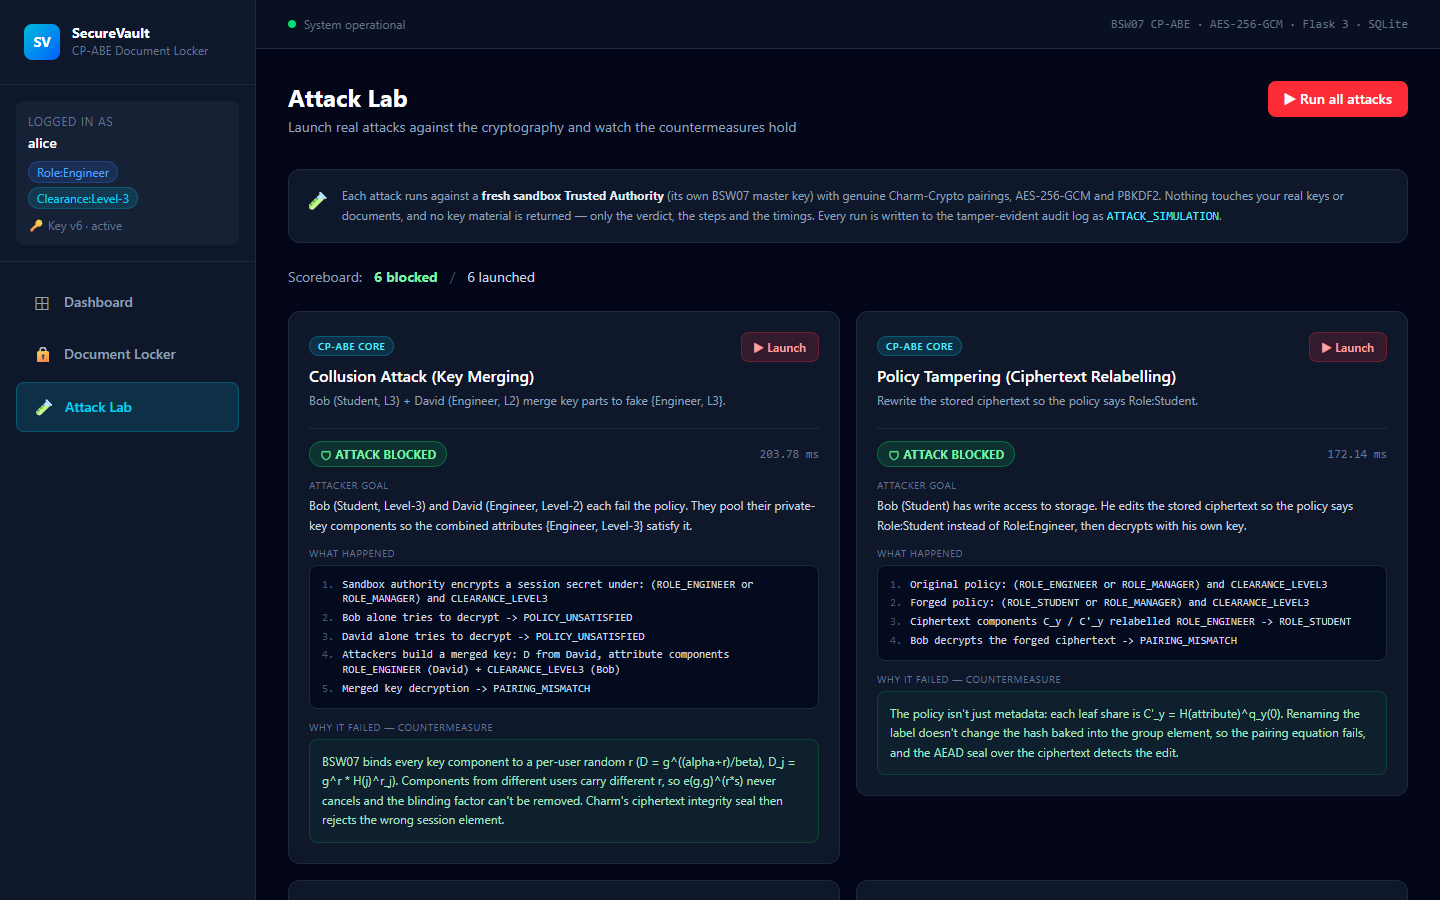 SV
SecureVault
CP-ABE Document Locker
LOGGED IN AS
alice
Role:Engineer
Clearance:Level-3
Key v6 · active
Dashboard
Document Locker
Attack Lab
System operational
BSW07 CP-ABE · AES-256-GCM · Flask 3 · SQLite
Attack Lab
Launch real attacks against the cryptography and watch the countermeasures hold
▶ Run all attacks
Each attack runs against a fresh sandbox Trusted Authority (its own BSW07 master key) with genuine Charm-Crypto pairings, AES-256-GCM and PBKDF2. Nothing touches your real keys or
documents, and no key material is returned — only the verdict, the steps and the timings. Every run is written to the tamper-evident audit log as ATTACK_SIMULATION.
Scoreboard: 6 blocked / 6 launched
CP-ABE CORE
▶ Launch
Collusion Attack (Key Merging)
Bob (Student, L3) + David (Engineer, L2) merge key parts to fake {Engineer, L3}.
ATTACK BLOCKED
203.78 ms
ATTACKER GOAL
Bob (Student, Level-3) and David (Engineer, Level-2) each fail the policy. They pool their private-
key components so the combined attributes {Engineer, Level-3} satisfy it.
WHAT HAPPENED
1. Sandbox authority encrypts a session secret under: (ROLE_ENGINEER or
ROLE_MANAGER) and CLEARANCE_LEVEL3
2. Bob alone tries to decrypt -> POLICY_UNSATISFIED
3. David alone tries to decrypt -> POLICY_UNSATISFIED
4. Attackers build a merged key: D from David, attribute components
ROLE_ENGINEER (David) + CLEARANCE_LEVEL3 (Bob)
5. Merged key decryption -> PAIRING_MISMATCH
WHY IT FAILED — COUNTERMEASURE
BSW07 binds every key component to a per-user random r (D = g^((alpha+r)/beta), D_j =
g^r * H(j)^r_j). Components from different users carry different r, so e(g,g)^(r*s) never
cancels and the blinding factor can't be removed. Charm's ciphertext integrity seal then
rejects the wrong session element.
CP-ABE CORE
▶ Launch
Policy Tampering (Ciphertext Relabelling)
Rewrite the stored ciphertext so the policy says Role:Student.
ATTACK BLOCKED
172.14 ms
ATTACKER GOAL
Bob (Student) has write access to storage. He edits the stored ciphertext so the policy says
Role:Student instead of Role:Engineer, then decrypts with his own key.
WHAT HAPPENED
1. Original policy: (ROLE_ENGINEER or ROLE_MANAGER) and CLEARANCE_LEVEL3
2. Forged policy: (ROLE_STUDENT or ROLE_MANAGER) and CLEARANCE_LEVEL3
3. Ciphertext components C_y / C'_y relabelled ROLE_ENGINEER -> ROLE_STUDENT
4. Bob decrypts the forged ciphertext -> PAIRING_MISMATCH
WHY IT FAILED — COUNTERMEASURE
The policy isn't just metadata: each leaf share is C'_y = H(attribute)^q_y(0). Renaming the
label doesn't change the hash baked into the group element, so the pairing equation fails,
and the AEAD seal over the ciphertext detects the edit.